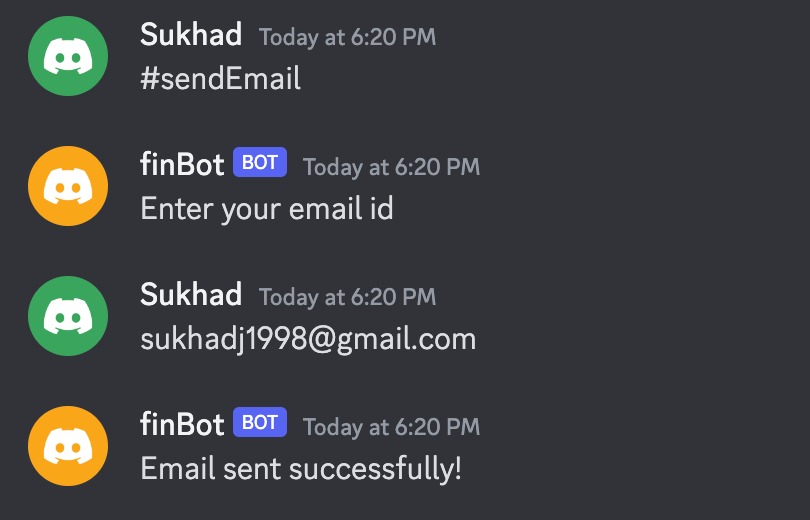 Sukhad Today at 6:20 PM
#sendEmail
finBot BOT Today at 6:20 PM
Enter your email id
Sukhad Today at 6:20 PM
sukhadj1998@gmail.com
finBot BOT Today at 6:20 PM
Email sent successfully!